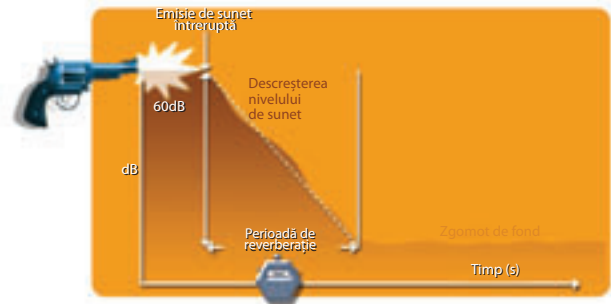 Emisie de sunet
întreruptă
60dB
Descreșterea
nivelului
de sunet
dB
Perioadă de
reverberație
Zgomot de fond
Timp (s)